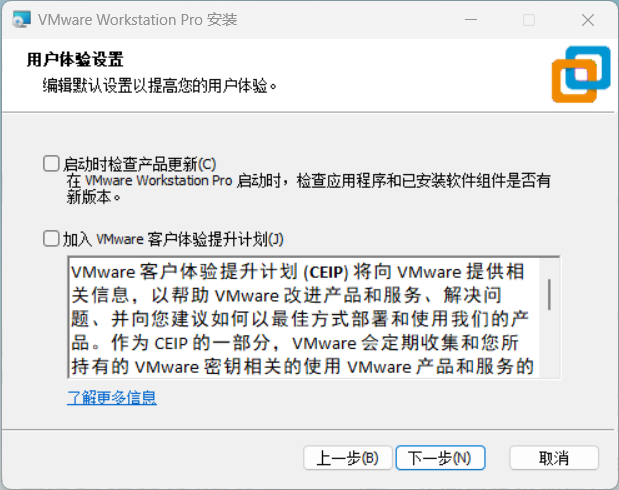 VMware Workstation Pro 安装
用户体验设置
编辑默认设置以提高您的用户体验。
启动时检查产品更新(C)
在 VMware Workstation Pro 启动时，检查应用程序和已安装软件组件是否有
新版本。
加入 VMware 客户体验提升计划(J)
VMware 客户体验提升计划 (CEIP) 将向 VMware 提供相
关信息，以帮助 VMware 改进产品和服务、解决问
题、并向您建议如何以最佳方式部署和使用我们的产
品。作为 CEIP 的一部分，VMware 会定期收集和您所
持有的 VMware 密钥相关的使用 VMware 产品和服务的
了解更多信息
上一步(B) 下一步(N) 取消